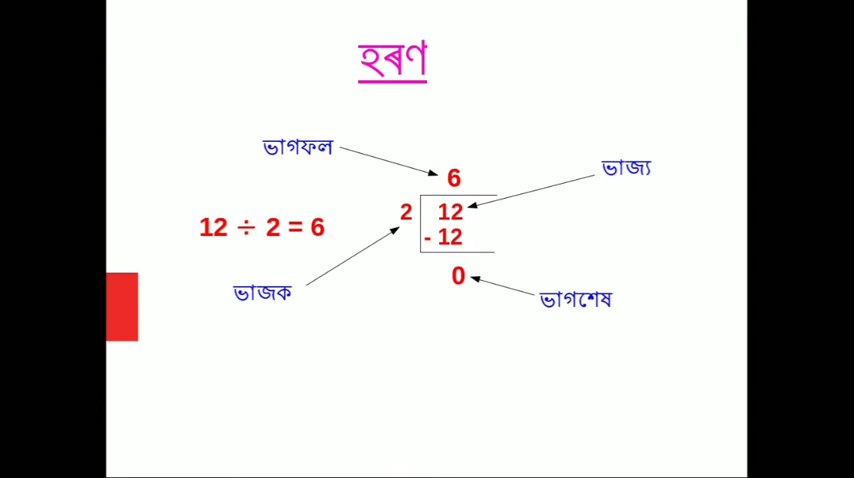 হৰণ
ভাগফল
ভাজ্য
6
2 12
- 12
12 ÷ 2 = 6
0
ভাজক
ভাগশেষ